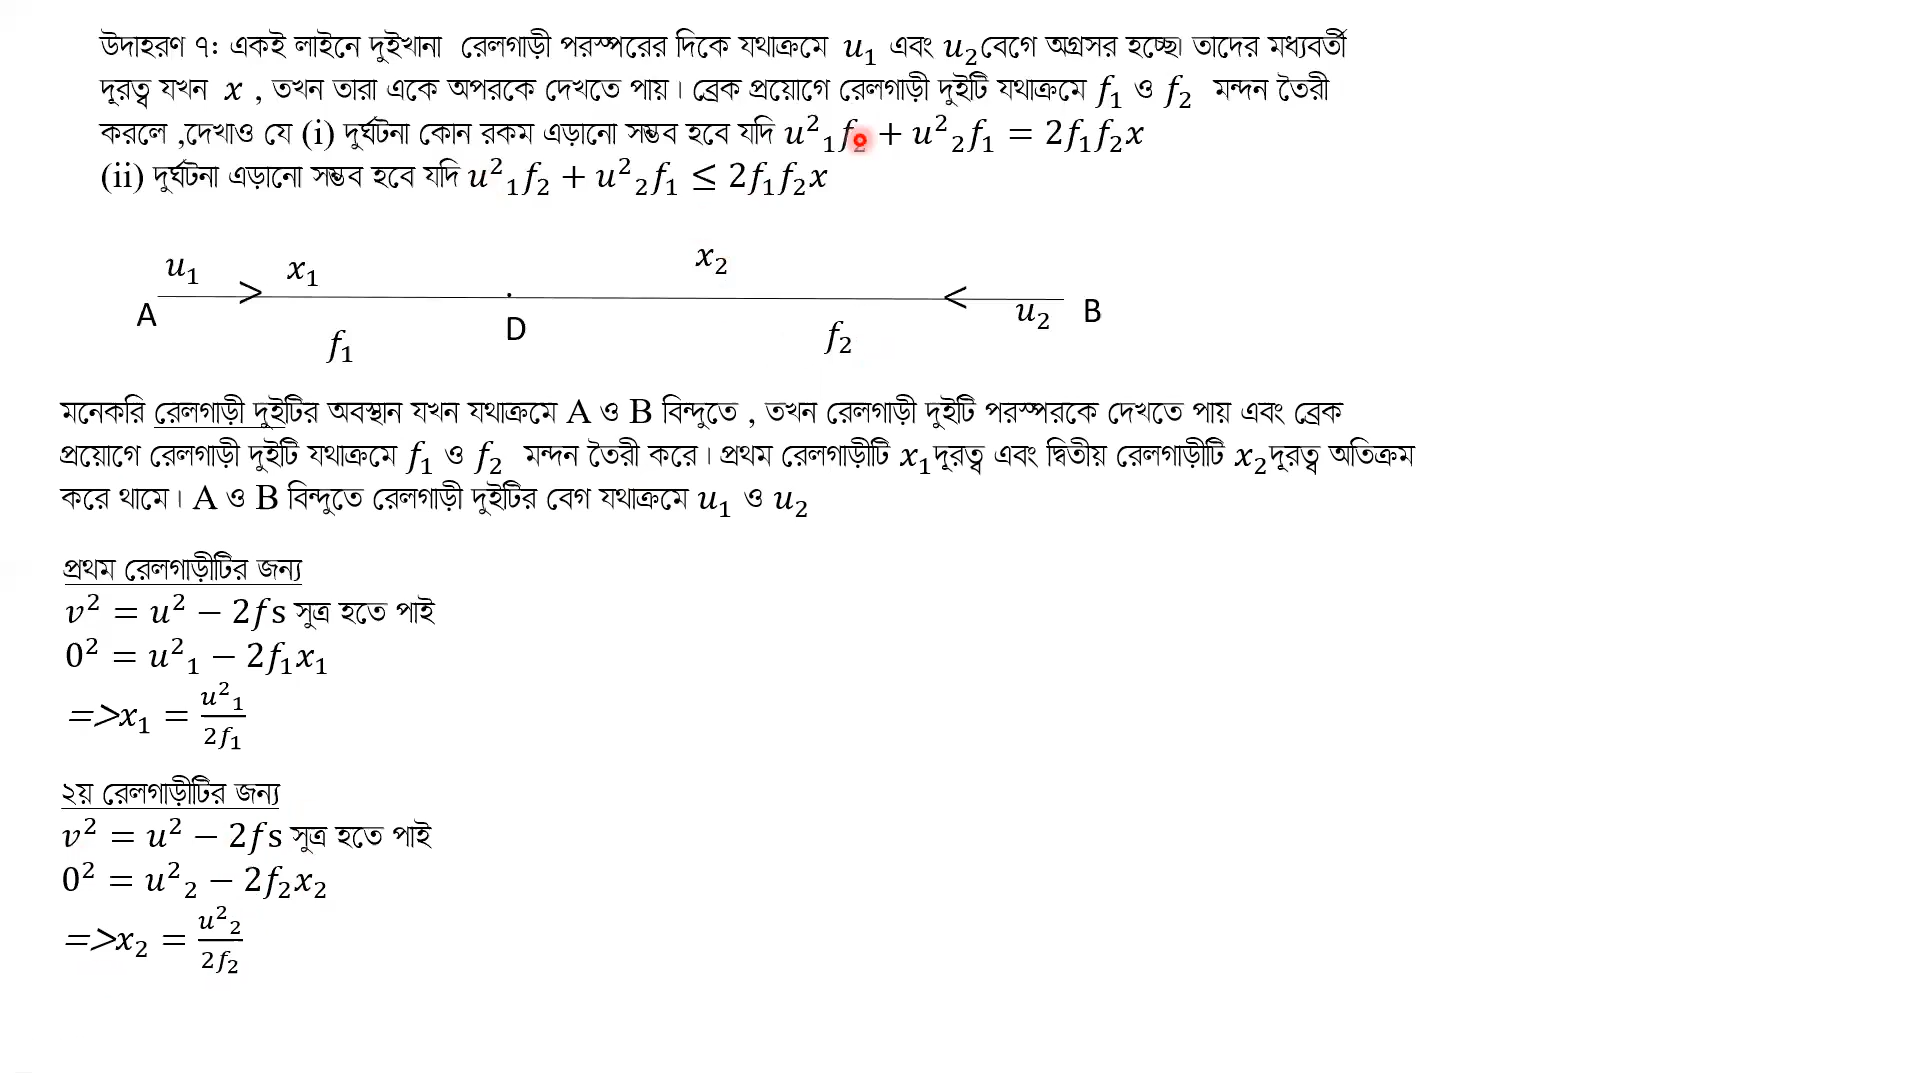 উদাহরণ ৭ঃ একই লাইনে দুইখানা রেলগাড়ী পরস্পরের দিকে যথাক্রমে u₁ এবং u₂বেগে অগ্রসর হচ্ছে। তাদের মধ্যবর্তী
দূরত্ব যখন x , তখন তারা একে অপরকে দেখতে পায়। ব্রেক প্রয়োগে রেলগাড়ী দুইটি যথাক্রমে f₁ ও f₂ মন্দন তৈরী
করলে ,দেখাও যে (i) দুর্ঘটনা কোন রকম এড়ানো সম্ভব হবে যদি u²₁f₂ + u²₂f₁ = 2f₁f₂x
(ii) দুর্ঘটনা এড়ানো সম্ভব হবে যদি u²₁f₂ + u²₂f₁ ≤ 2f₁f₂x
u₁ x₁ x₂
A D u₂ B
f₁ f₂
মনেকরি রেলগাড়ী দুইটির অবস্থান যখন যথাক্রমে A ও B বিন্দুতে , তখন রেলগাড়ী দুইটি পরস্পরকে দেখতে পায় এবং ব্রেক
প্রয়োগে রেলগাড়ী দুইটি যথাক্রমে f₁ ও f₂ মন্দন তৈরী করে। প্রথম রেলগাড়ীটি x₁দূরত্ব এবং দ্বিতীয় রেলগাড়ীটি x₂দূরত্ব অতিক্রম
করে থামে। A ও B বিন্দুতে রেলগাড়ী দুইটির বেগ যথাক্রমে u₁ ও u₂
প্রথম রেলগাড়ীটির জন্য
v² = u² − 2fs সুত্র হতে পাই
0² = u²₁ − 2f₁x₁
=>x₁ = u²₁/2f₁
২য় রেলগাড়ীটির জন্য
v² = u² − 2fs সুত্র হতে পাই
0² = u²₂ − 2f₂x₂
=>x₂ = u²₂/2f₂